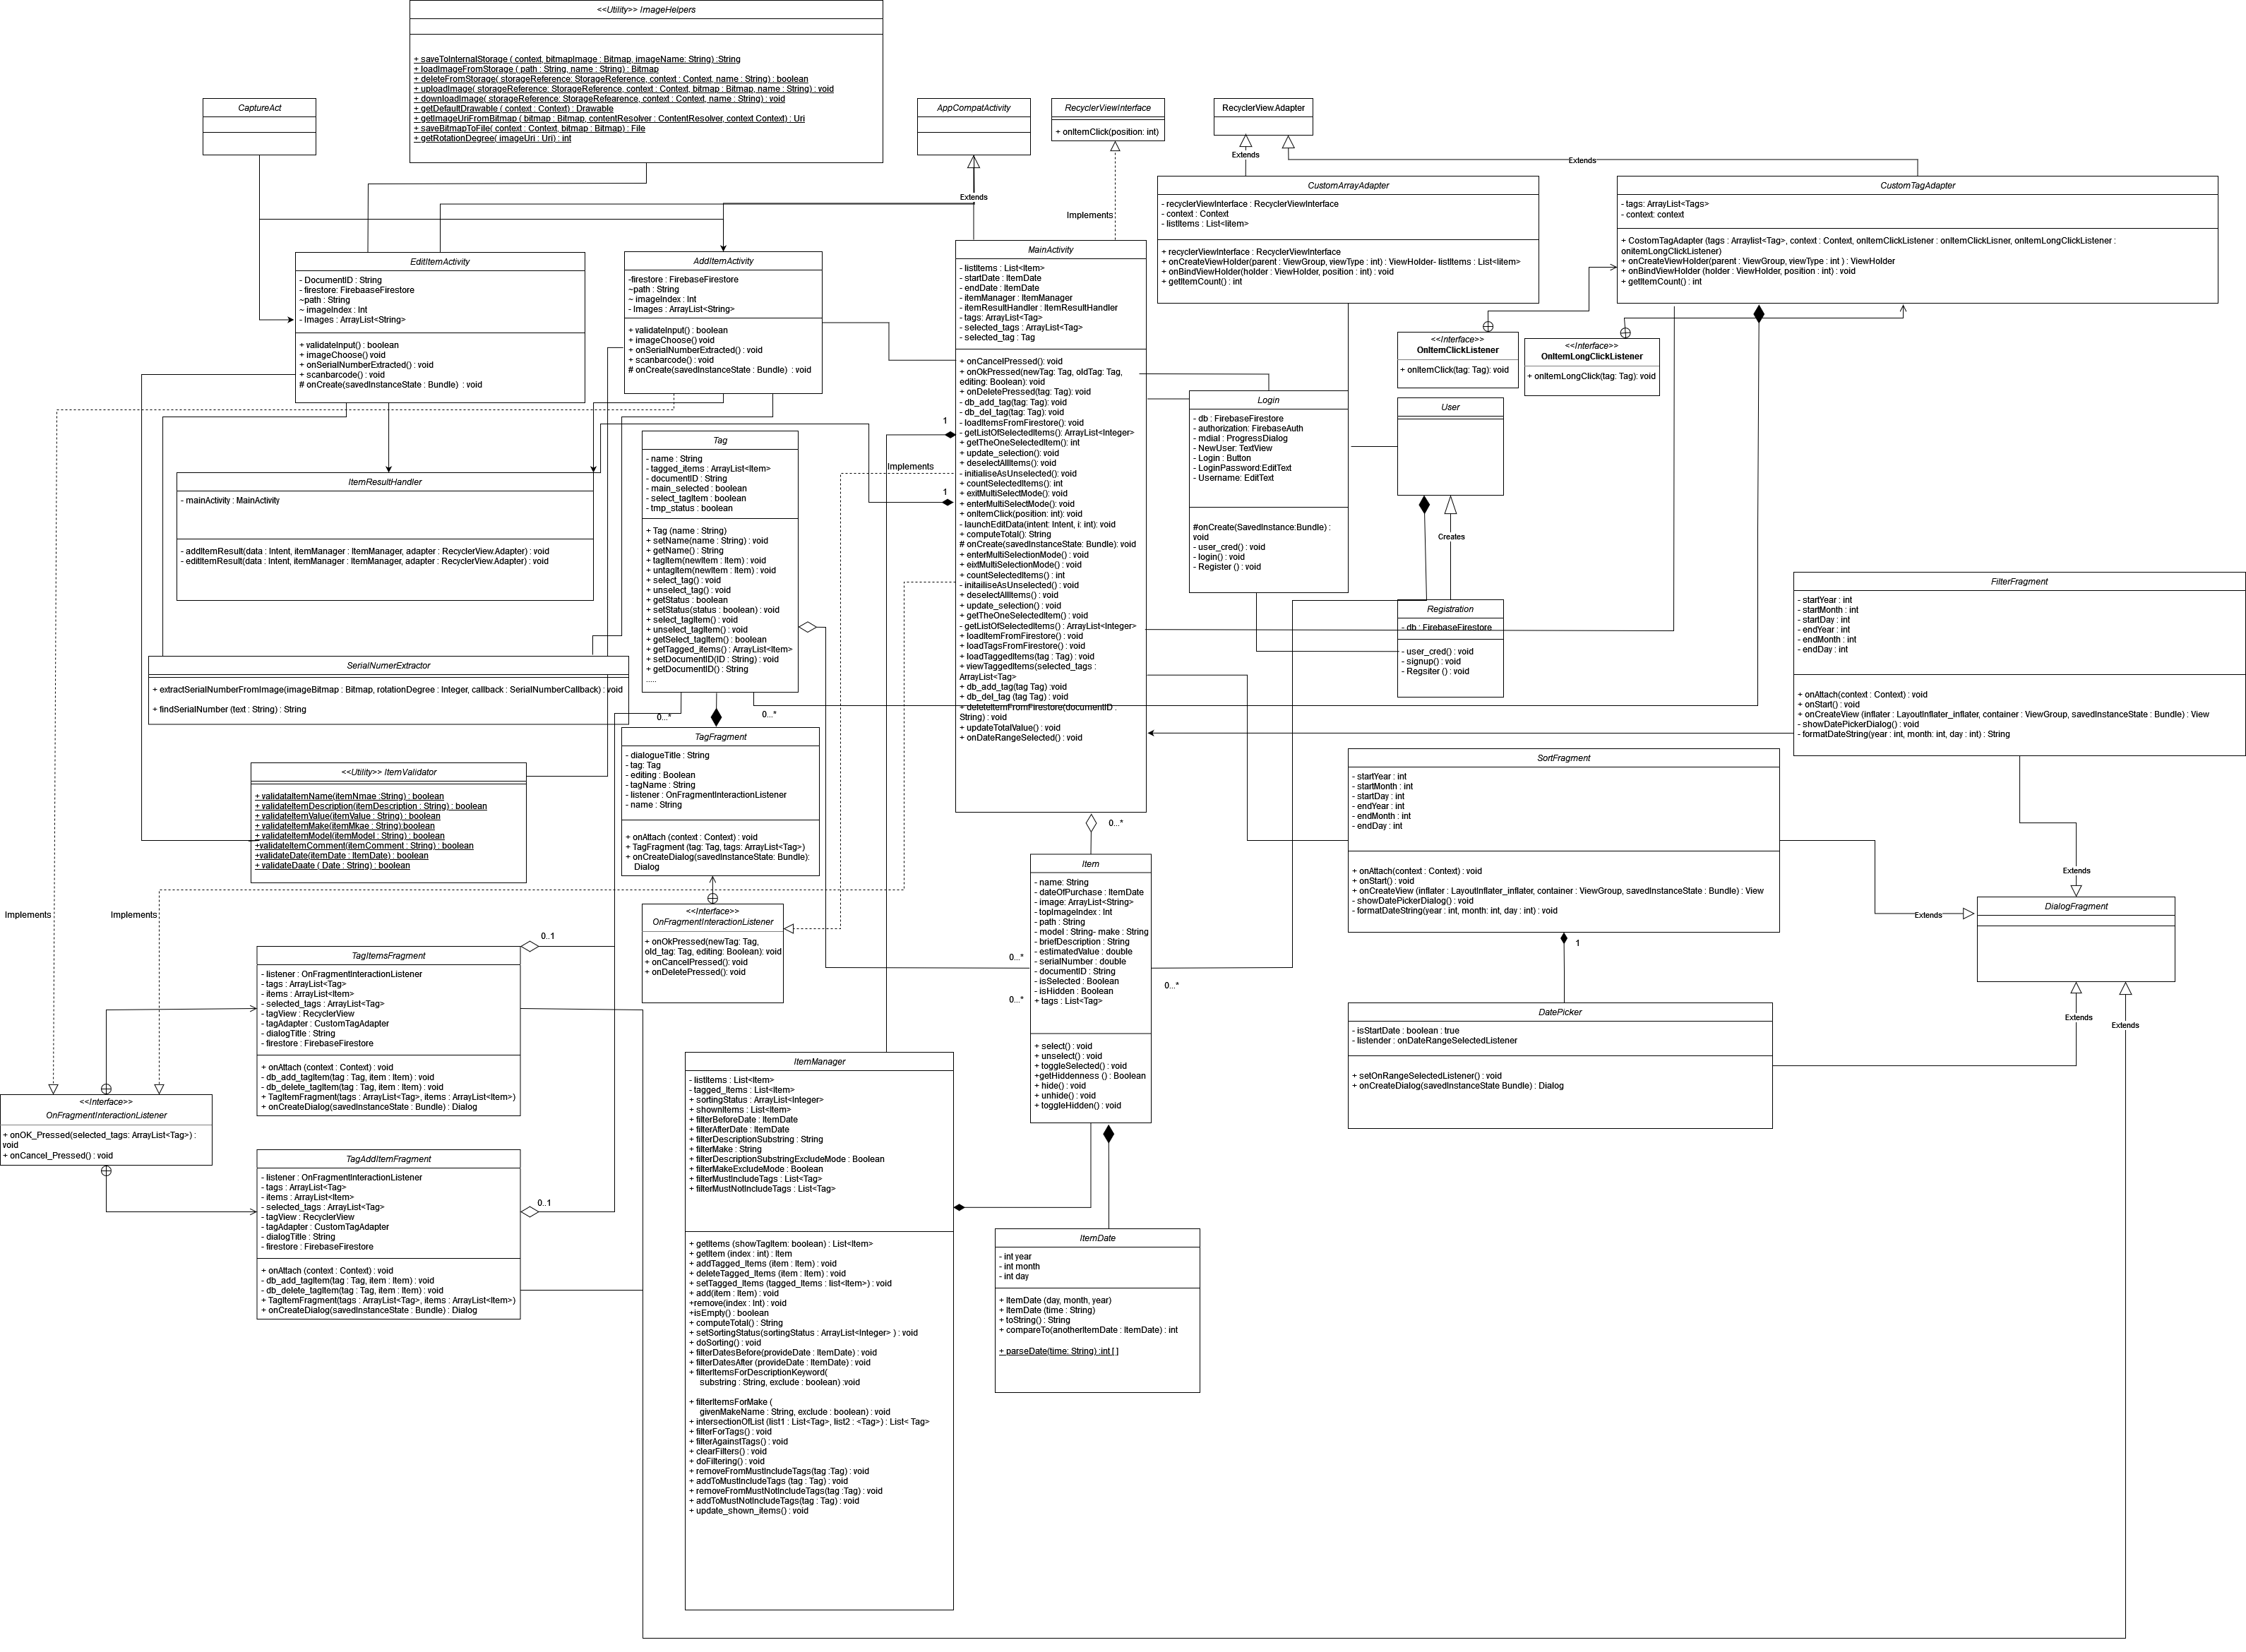 <<Utility>> ImageHelpers
+ saveToInternalStorage ( context, bitmapImage : Bitmap, imageName: String) :String
+ loadImageFromStorage ( path : String, name : String) : Bitmap
+ deleteFromStorage( storageReference: StorageReference, context : Context, name : String) : boolean
+ uploadImage( storageReference: StorageReference, context : Context, bitmap : Bitmap, name : String) : void
+ downloadImage( storageReference: StorageRefearence, context : Context, name : String) : void
+ getDefaultDrawable ( context : Context) : Drawable
+ getImageUriFromBitmap ( bitmap : Bitmap, contentResolver : ContentResolver, context Context) : Uri
+ saveBitmapToFile( context : Context, bitmap : Bitmap) : File
+ getRotationDegree( imageUri : Uri) : int
CaptureAct
AppCompatActivity
RecyclerViewInterface
+ onItemClick(position: int)
RecyclerView.Adapter
Extends
Extends
Extends
Implements
CustomArrayAdapter
- recyclerViewInterface : RecyclerViewInterface
- context : Context
- listItems : List<Iitem>
+ recyclerViewInterface : RecyclerViewInterface
+ onCreateViewHolder(parent : ViewGroup, viewType : int) : ViewHolder- listItems : List<Iitem>
+ onBindViewHolder(holder : ViewHolder, position : int) : void
+ getItemCount() : int
CustomTagAdapter
- tags: ArrayList<Tags>
- context: context
+ CostomTagAdapter (tags : Arraylist<Tag>, context : Context, onItemClickListener : onItemClickLisner, onItemLongClickListener :
onitemLongClickListener)
+ onCreateViewHolder(parent : ViewGroup, viewType : int ) : ViewHolder
+ onBindViewHolder (holder : ViewHolder, position : int) : void
+ getItemCount() : int
EditItemActivity
- DocumentID : String
- firestore: FirebaaseFirestore
~path : String
~ imageIndex : Int
- Images : ArrayList<String>
+ validateInput() : boolean
+ imageChoose() void
+ onSerialNumberExtracted() : void
+ scanbarcode() : void
# onCreate(savedInstanceState : Bundle) : void
AddItemActivity
-firestore : FirebaseFirestore
~path : String
~ imageIndex : Int
- Images : ArrayList<String>
+ validateInput() : boolean
+ imageChoose() void
+ onSerialNumberExtracted() : void
+ scanbarcode() : void
# onCreate(savedInstanceState : Bundle) : void
MainActivity
- listItems : List<Item>
- startDate : ItemDate
- endDate : ItemDate
- itemManager : ItemManager
- itemResultHandler : ItemResultHandler
- tags: ArrayList<Tag>
- selected_tags : ArrayList<Tag>
- selected_tag : Tag
+ onCancelPressed(): void
+ onOkPressed(newTag: Tag, oldTag: Tag,
editing: Boolean): void
+ onDeletePressed(tag: Tag): void
- db_add_tag(tag: Tag): void
- db_del_tag(tag: Tag): void
- loadItemsFromFirestore(): void
- getListOfSelectedItems(): ArrayList<Integer>
+ getTheOneSelectedItem(): int
+ update_selection(): void
+ deselectAllItems(): void
- initialiseAsUnselected(): void
+ countSelectedItems(): int
+ exitMultiSelectMode(): void
+ enterMultiSelectMode(): void
+ onItemClick(position: int): void
- launchEditData(intent: Intent, i: int): void
+ computeTotal(): String
# onCreate(savedInstanceState: Bundle): void
+ enterMultiSelectionMode() : void
+ eixtMultiSelectionMode() : void
+ countSelectedItems() : int
- initailiseAsUnselected() : void
+ deselectAllItems() : void
+ update_selection() : void
+ getTheOneSelectedItem() : void
- getListOfSelectedItems() : ArrayList<Integer>
+ loadItemFromFirestore() : void
+ loadTagsFromFirestore() : void
+ loadTaggedItems(tag : Tag) : void
+ viewTaggedItems(selected_tags :
ArrayList<Tag>
+ db_add_tag(tag Tag) :void
+ db_del_tag (tag Tag) : void
+ deleteItemFromFirestore(documentID :
String) : void
+ updateTotalValue() : void
+ onDateRangeSelected() : void
<<Interface>>
OnItemClickListener
+ onItemClick(tag: Tag): void
<<Interface>>
OnItemLongClickListener
+ onItemLongClick(tag: Tag): void
Login
- db : FirebaseFirestore
- authorization: FirebaseAuth
- mdial : ProgressDialog
- NewUser: TextView
- Login : Button
- LoginPassword:EditText
- Username: EditText
#onCreate(SavedInstance:Bundle) :
void
- user_cred() : void
- login() : void
- Register () : void
User
Creates
Registration
- db : FirebaseFirestore
- user_cred() : void
- signup() : void
- Regsiter () : void
Tag
- name : String
- tagged_items : ArrayList<Item>
- documentID : String
- main_selected : boolean
- select_tagItem : boolean
- tmp_status : boolean
+ Tag (name : String)
+ setName(name : String) : void
+ getName() : String
+ tagItem(newItem : Item) : void
+ untagItem(newItem : Item) : void
+ select_tag() : void
+ unselect_tag() : void
+ getStatus : boolean
+ setStatus(status : boolean) : void
+ select_tagItem() : void
+ unselect_tagItem() : void
+ getSelect_tagItem() : boolean
+ getTagged_items() : ArrayList<Item>
+ setDocumentID(ID : String) : void
+ getDocumentID() : String
.....
1
1
Implements
ItemResultHandler
- mainActivity : MainActivity
- addItemResult(data : Intent, itemManager : ItemManager, adapter : RecyclerView.Adapter) : void
- editItemResult(data : Intent, itemManager : ItemManager, adapter : RecyclerView.Adapter) : void
FilterFragment
- startYear : int
- startMonth : int
- startDay : int
- endYear : int
- endMonth : int
- endDay : int
+ onAttach(context : Context) : void
+ onStart() : void
+ onCreateView (inflater : LayoutInflater_inflater, container : ViewGroup, savedInstanceState : Bundle) : View
- showDatePickerDialog() : void
- formatDateString(year : int, month: int, day : int) : String
SerialNumerExtractor
+ extractSerialNumberFromImage(imageBitmap : Bitmap, rotationDegree : Integer, callback : SerialNumberCallback) : void
+ findSerialNumber (text : String) : String
0...*
0...*
TagFragment
- dialogueTitle : String
- tag: Tag
- editing : Boolean
- tagName : String
- listener : OnFragmentInteractionListener
- name : String
+ onAttach (context : Context) : void
+ TagFragment (tag: Tag, tags: ArrayList<Tag>)
+ onCreateDialog(savedInstanceState: Bundle):
Dialog
<<Utility>> ItemValidator
+ validataItemName(itemNmae :String) : boolean
+ validateItemDescription(itemDescription : String) : boolean
+ validateItemValue(itemValue : String) : boolean
+ validateItemMake(itemMkae : String):boolean
+ validateItemModel(itemModel : String) : boolean
+validateItemComment(itemComment : String) : boolean
+validateDate(itemDate : ItemDate) : boolean
+ validateDaate ( Date : String) : boolean
SortFragment
- startYear : int
- startMonth : int
- startDay : int
- endYear : int
- endMonth : int
- endDay : int
+ onAttach(context : Context) : void
+ onStart() : void
+ onCreateView (inflater : LayoutInflater_inflater, container : ViewGroup, savedInstanceState : Bundle) : View
- showDatePickerDialog() : void
- formatDateString(year : int, month: int, day : int) : void
0...*
Item
- name: String
- dateOfPurchase : ItemDate
- image: ArrayList<String>
- topImageIndex : Int
- path : String
- model : String- make : String
- briefDescription : String
- estimatedValue : double
- serialNumber : double
- documentID : String
- isSelected : Boolean
- isHidden : Boolean
+ tags : List<Tag>
+ select() : void
+ unselect() : void
+ toggleSelected() : void
+getHiddenness () : Boolean
+ hide() : void
+ unhide() : void
+ toggleHidden() : void
0...*
0...*
0...*
Extends
Extends
DialogFragment
Implements
Implements
<<Interface>>
OnFragmentInteractionListener
+ onOkPressed(newTag: Tag,
old_tag: Tag, editing: Boolean): void
+ onCancelPressed(): void
+ onDeletePressed(): void
0..1
TagItemsFragment
- listener : OnFragmentInteractionListener
- tags : ArrayList<Tag>
- items : ArrayList<Item>
- selected_tags : ArrayList<Tag>
- tagView : RecyclerView
- tagAdapter : CustomTagAdapter
- dialogTitle : String
- firestore : FirebaseFirestore
+ onAttach (context : Context) : void
- db_add_tagItem(tag : Tag, item : Item) : void
- db_delete_tagItem(tag : Tag, item : Item) : void
+ TagItemFragment(tags : ArrayList<Tag>, items : ArrayList<Item>)
+ onCreateDialog(savedInstanceState : Bundle) : Dialog
1
DatePicker
- isStartDate : boolean : true
- listender : onDateRangeSelectedListener
+ setOnRangeSelectedListener() : void
+ onCreateDialog(savedInstanceState Bundle) : Dialog
Extends
Extends
<<Interface>>
OnFragmentInteractionListener
+ onOK_Pressed(selected_tags: ArrayList<Tag>) :
void
+ onCancel_Pressed() : void
ItemManager
- listItems : List<Item>
- tagged_Items : List<Item>
+ sortingStatus : ArrayList<Integer>
+ shownItems : List<Item>
+ filterBeforeDate : ItemDate
+ filterAfterDate : ItemDate
+ filterDescriptionSubstring : String
+ filterMake : String
+ filterDescriptionSubstringExcludeMode : Boolean
+ filterMakeExcludeMode : Boolean
+ filterMustIncludeTags : List<Tag>
+ filterMustNotIncludeTags : List<Tag>
+ getItems (showTagItem: boolean) : List<Item>
+ getItem (index : int) : Item
+ addTagged_Items (item : Item) : void
+ deleteTagged_Items (item : Item) : void
+ setTagged_Items (tagged_Items : list<Item>) : void
+ add(item : Item) : void
+remove(index : Int) : void
+isEmpty() : boolean
+ computeTotal() : String
+ setSortingStatus(sortingStatus : ArrayList<Integer> ) : void
+ doSorting() : void
+ filterDatesBefore(provideDate : ItemDate) : void
+ filterDatesAfter (provideDate : ItemDate) : void
+ filterItemsForDescriptionKeyword(
substring : String, exclude : boolean) :void
+ filterItemsForMake (
givenMakeName : String, exclude : boolean) : void
+ intersectionOfList (list1 : List<Tag>, list2 : <Tag>) : List< Tag>
+ filterForTags() : void
+ filterAgainstTags() : void
+ clearFilters() : void
+ doFiltering() : void
+ removeFromMustIncludeTags(tag :Tag) : void
+ addToMustIncludeTags (tag : Tag) : void
+ removeFromMustNotIncludeTags(tag :Tag) : void
+ addToMustNotIncludeTags(tag : Tag) : void
+ update_shown_items() : void
TagAddItemFragment
- listener : OnFragmentInteractionListener
- tags : ArrayList<Tag>
- items : ArrayList<Item>
- selected_tags : ArrayList<Tag>
- tagView : RecyclerView
- tagAdapter : CustomTagAdapter
- dialogTitle : String
- firestore : FirebaseFirestore
+ onAttach (context : Context) : void
- db_add_tagItem(tag : Tag, item : Item) : void
- db_delete_tagItem(tag : Tag, item : Item) : void
+ TagItemFragment(tags : ArrayList<Tag>, items : ArrayList<Item>)
+ onCreateDialog(savedInstanceState : Bundle) : Dialog
0..1
ItemDate
- int year
- int month
- int day
+ ItemDate (day, month, year)
+ ItemDate (time : String)
+ toString() : String
+ compareTo(anotherItemDate : ItemDate) : int
+ parseDate(time: String) :int [ ]